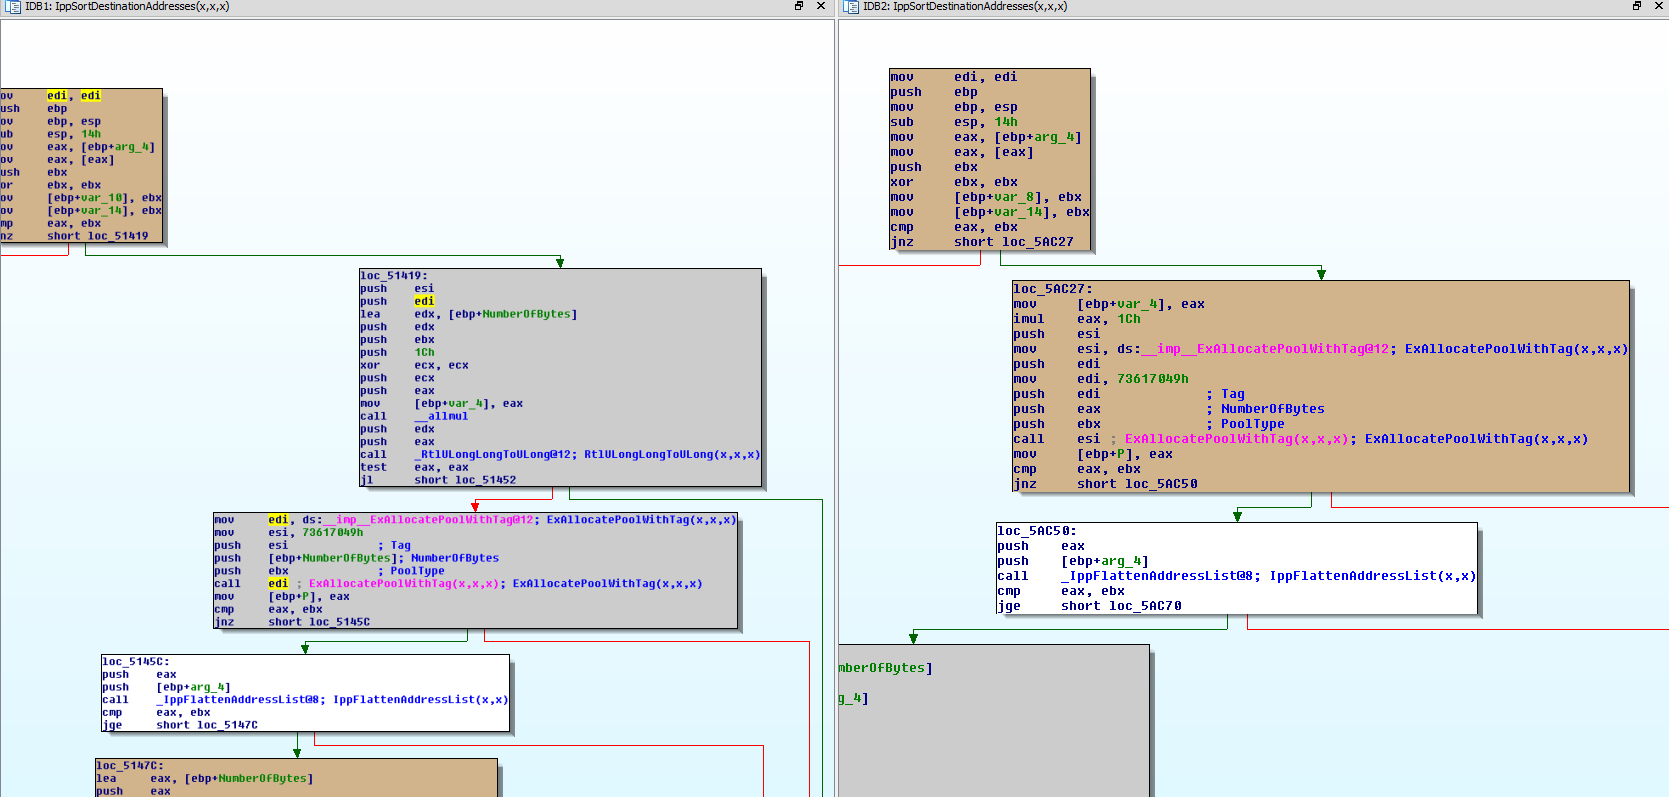 IDB1: IppSortDestinationAddresses(x,x,x)
ov edi, edi
ush ebp
ov ebp, esp
ub esp, 14h
ov eax, [ebp+arg_4]
ov eax, [eax]
ush ebx
or ebx, ebx
ov [ebp+var_10], ebx
ov [ebp+var_14], ebx
mp eax, ebx
nz short loc_51419
loc_51419:
push esi
push edi
lea edx, [ebp+NumberOfBytes]
push edx
push ebx
push 1Ch
xor ecx, ecx
push ecx
push eax
mov [ebp+var_4], eax
call __allmul
push edx
push eax
call _RtlULongLongToULong@12; RtlULongLongToULong(x,x,x)
test eax, eax
jl short loc_51452
mov edi, ds:__imp__ExAllocatePoolWithTag@12; ExAllocatePoolWithTag(x,x,x)
mov esi, 73617049h
push esi ; Tag
push [ebp+NumberOfBytes]; NumberOfBytes
push ebx ; PoolType
call edi ; ExAllocatePoolWithTag(x,x,x); ExAllocatePoolWithTag(x,x,x)
mov [ebp+P], eax
cmp eax, ebx
jnz short loc_5145C
loc_5145C:
push eax
push [ebp+arg_4]
call _IppFlattenAddressList@8; IppFlattenAddressList(x,x)
cmp eax, ebx
jge short loc_5147C
loc_5147C:
lea eax, [ebp+NumberOfBytes]
push eax
IDB2: IppSortDestinationAddresses(x,x,x)
mov edi, edi
push ebp
mov ebp, esp
sub esp, 14h
mov eax, [ebp+arg_4]
mov eax, [eax]
push ebx
xor ebx, ebx
mov [ebp+var_8], ebx
mov [ebp+var_14], ebx
cmp eax, ebx
jnz short loc_5AC27
loc_5AC27:
mov [ebp+var_4], eax
imul eax, 1Ch
push esi
mov esi, ds:__imp__ExAllocatePoolWithTag@12; ExAllocatePoolWithTag(x,x,x)
push edi
mov edi, 73617049h
push edi ; Tag
push eax ; NumberOfBytes
push ebx ; PoolType
call esi ; ExAllocatePoolWithTag(x,x,x); ExAllocatePoolWithTag(x,x,x)
mov [ebp+P], eax
cmp eax, ebx
jnz short loc_5AC50
loc_5AC50:
push eax
push [ebp+arg_4]
call _IppFlattenAddressList@8; IppFlattenAddressList(x,x)
cmp eax, ebx
jge short loc_5AC70
mberOfBytes]
g_4]